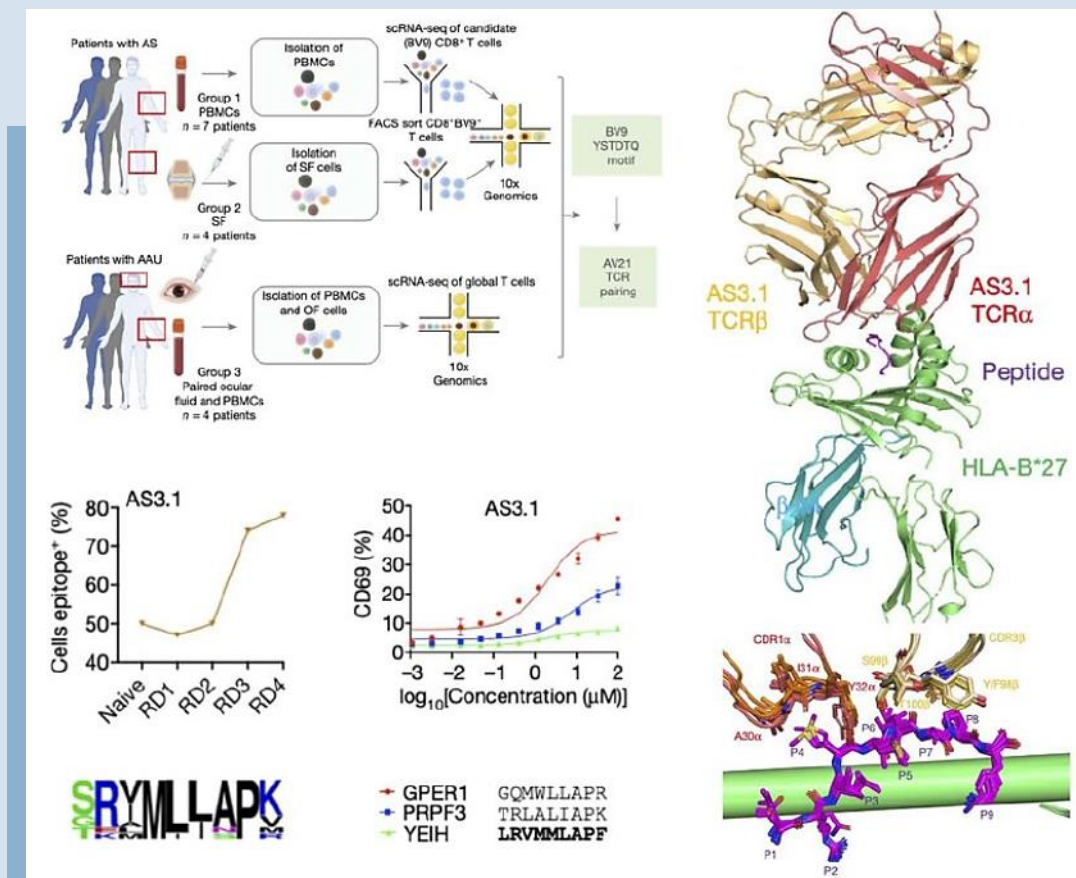 Patients with AS
Group 1
PBMCs
n = 7 patients
Isolation of
PBMCs
scRNA-seq of candidate
(BV9) CD8⁺ T cells
FACS sort CD8⁺BV9⁺
T cells
Group 2
SF
n = 4 patients
Isolation
of SF cells
10x
Genomics
BV9
YSTDTQ
motif
AV21
TCR
pairing
Patients with AAU
Group 3
Paired ocular
fluid and PBMCs
n = 4 patients
Isolation of PBMCs
and OF cells
scRNA-seq of global T cells
10x
Genomics
AS3.1
TCRβ
AS3.1
TCRα
Peptide
HLA-B*27
β
AS3.1
Cells epitope⁺ (%)
80
70
60
50
40
Naive
RD1
RD2
RD3
RD4
AS3.1
CD69 (%)
50
40
30
20
10
0
-3
-2
-1
0
1
2
log₁₀[Concentration (μM)]
SRYMLLAPK
GPER1 GQMWLLAPR
PRPF3 TRLALIAPK
YEIH LRVMMLAPF
CDR1α
I31α
Y32α
A30α
CDR3β
S99β
Y/F98β
T100β
P4
P6
P8
P7
P5
P3
P9
P1
P2